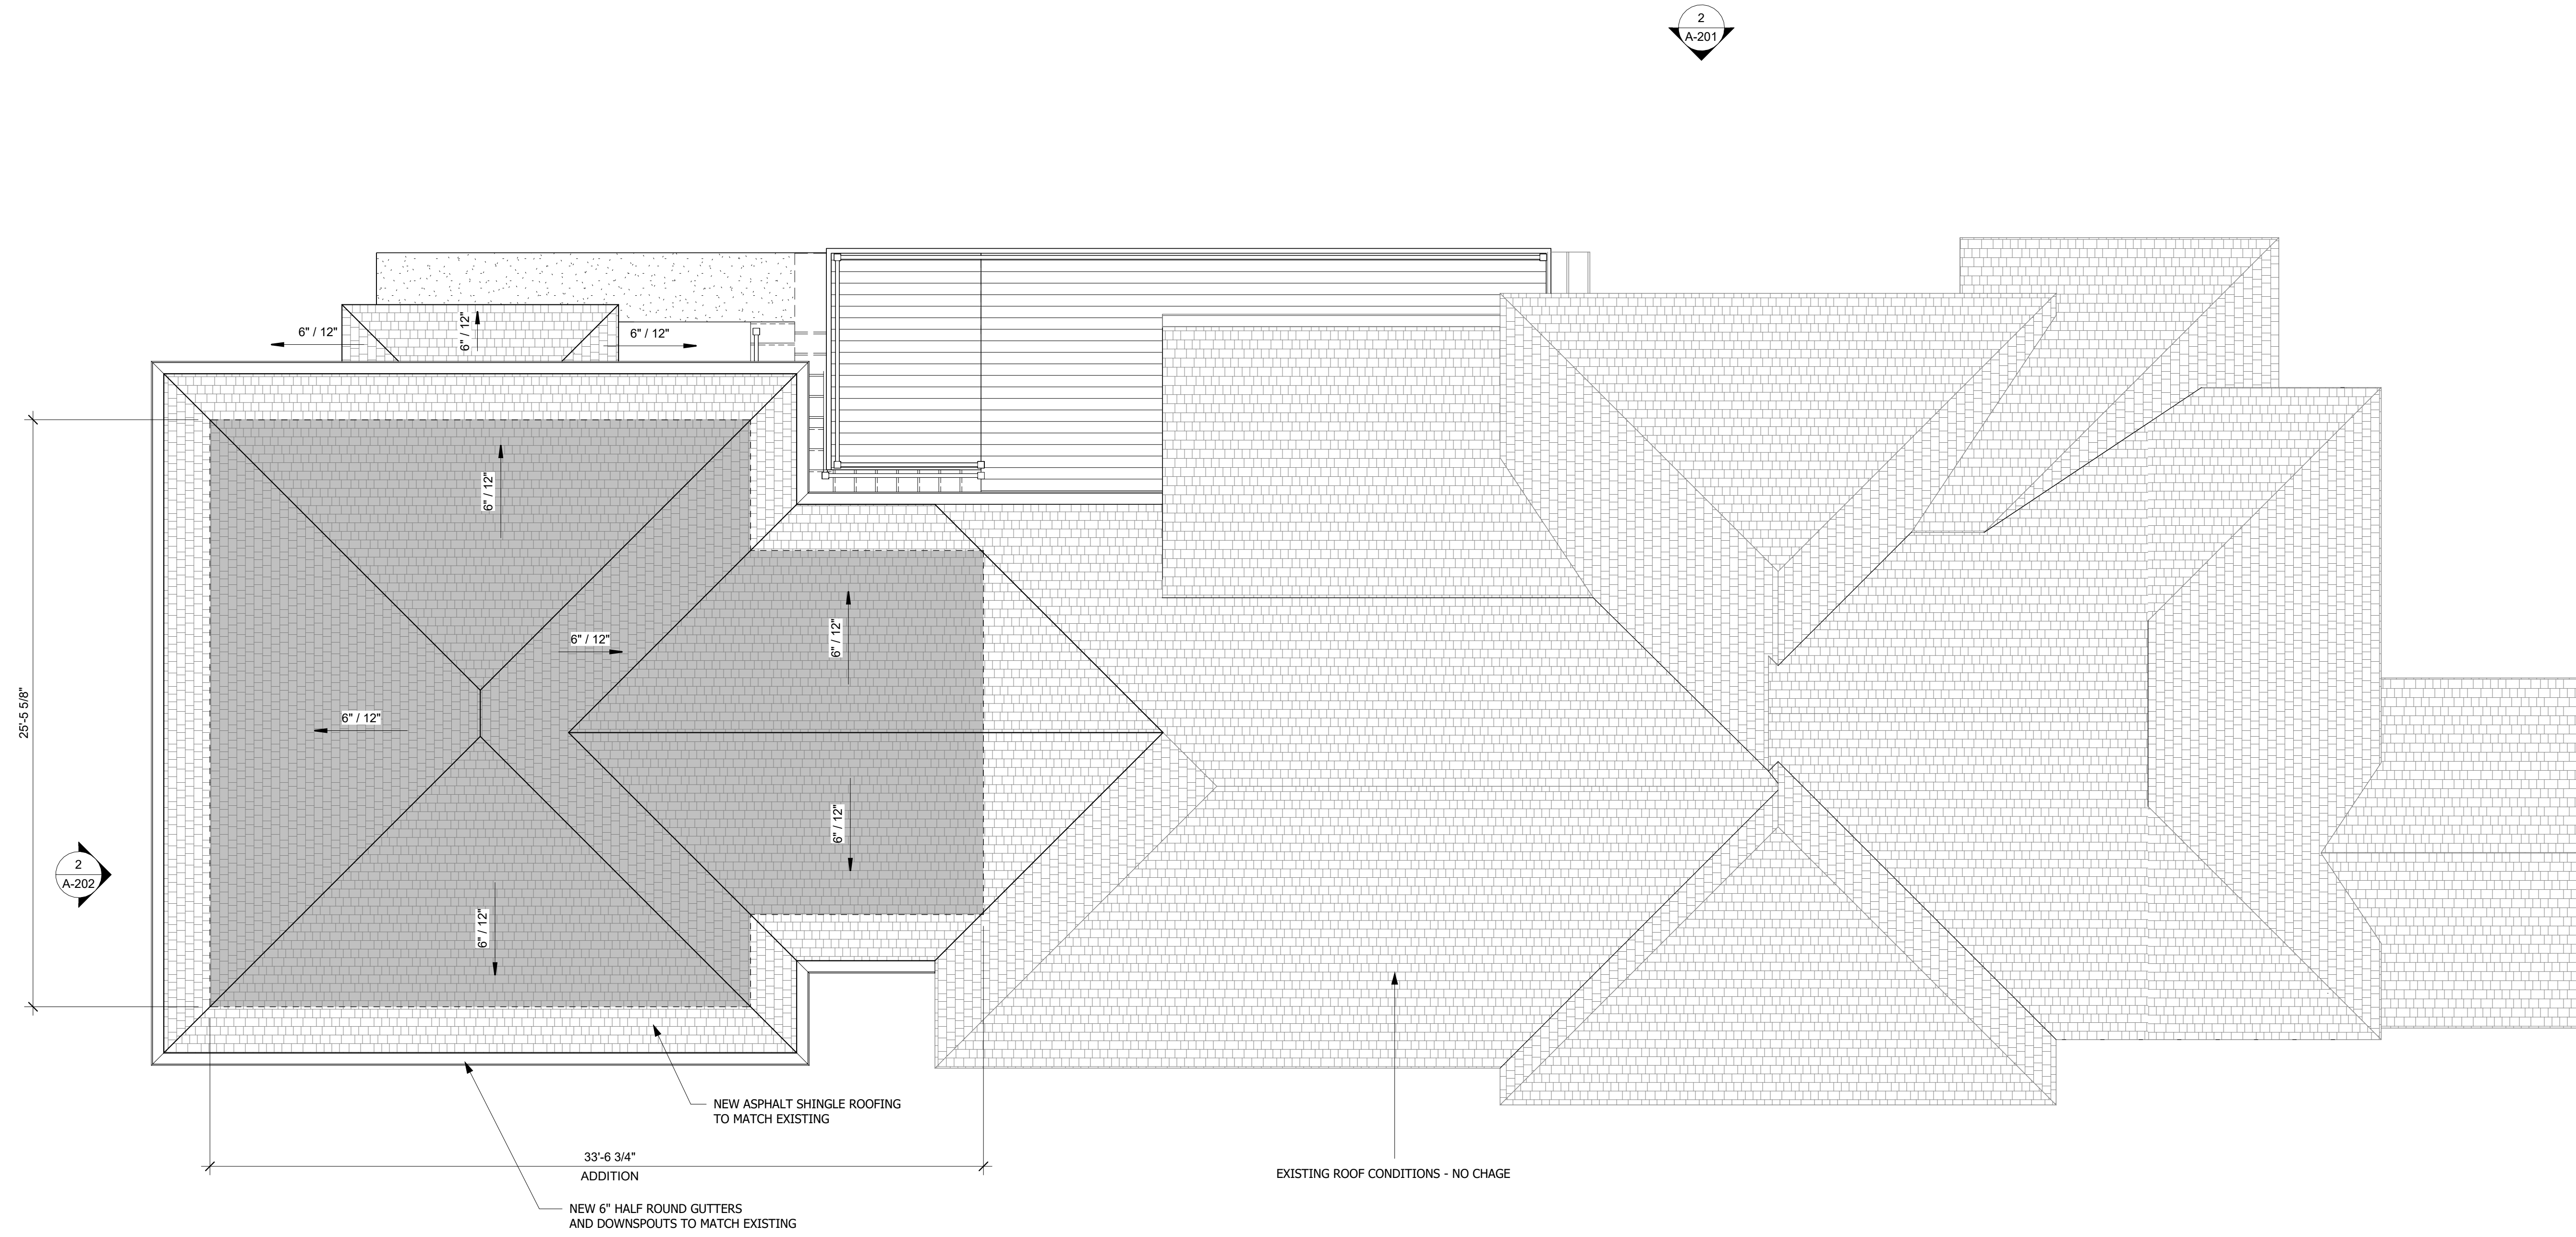 2
A-201
6" / 12"
6" / 12"
6" / 12"
6" / 12"
6" / 12"
6" / 12"
6" / 12"
25'-5 5/8"
6" / 12"
2
A-202
6" / 12"
NEW ASPHALT SHINGLE ROOFING
TO MATCH EXISTING
33'-6 3/4"
ADDITION
EXISTING ROOF CONDITIONS - NO CHAGE
NEW 6" HALF ROUND GUTTERS
AND DOWNSPOUTS TO MATCH EXISTING